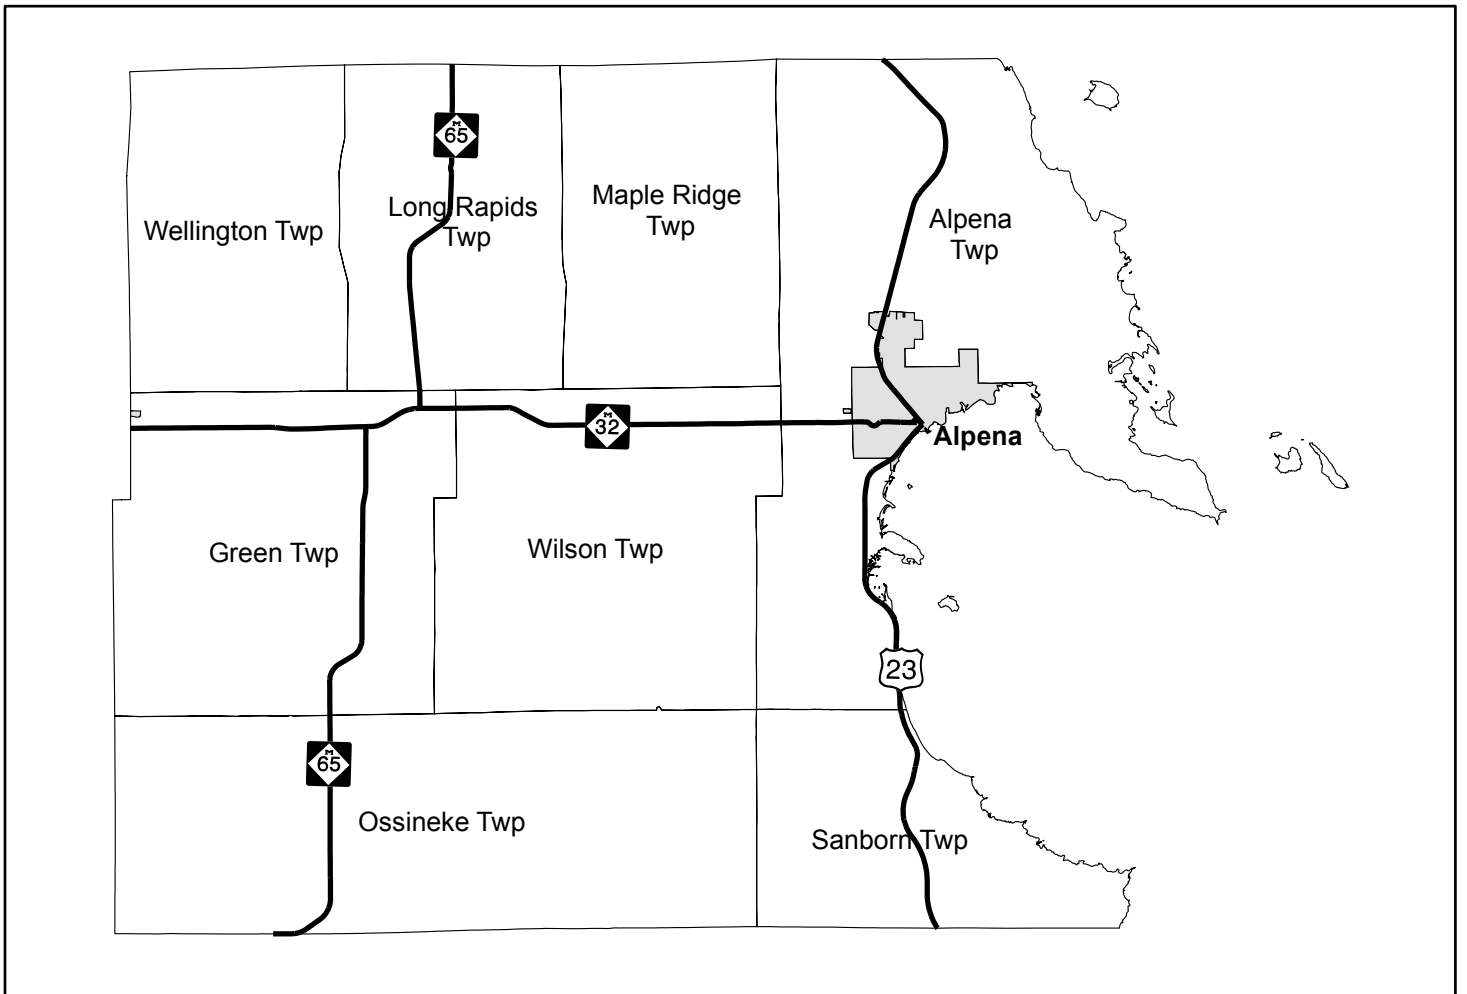 M
65
Wellington Twp
Long Rapids
Twp
Maple Ridge
Twp
Alpena
Twp
M
32
Alpena
Green Twp
Wilson Twp
23
M
65
Ossineke Twp
Sanborn Twp